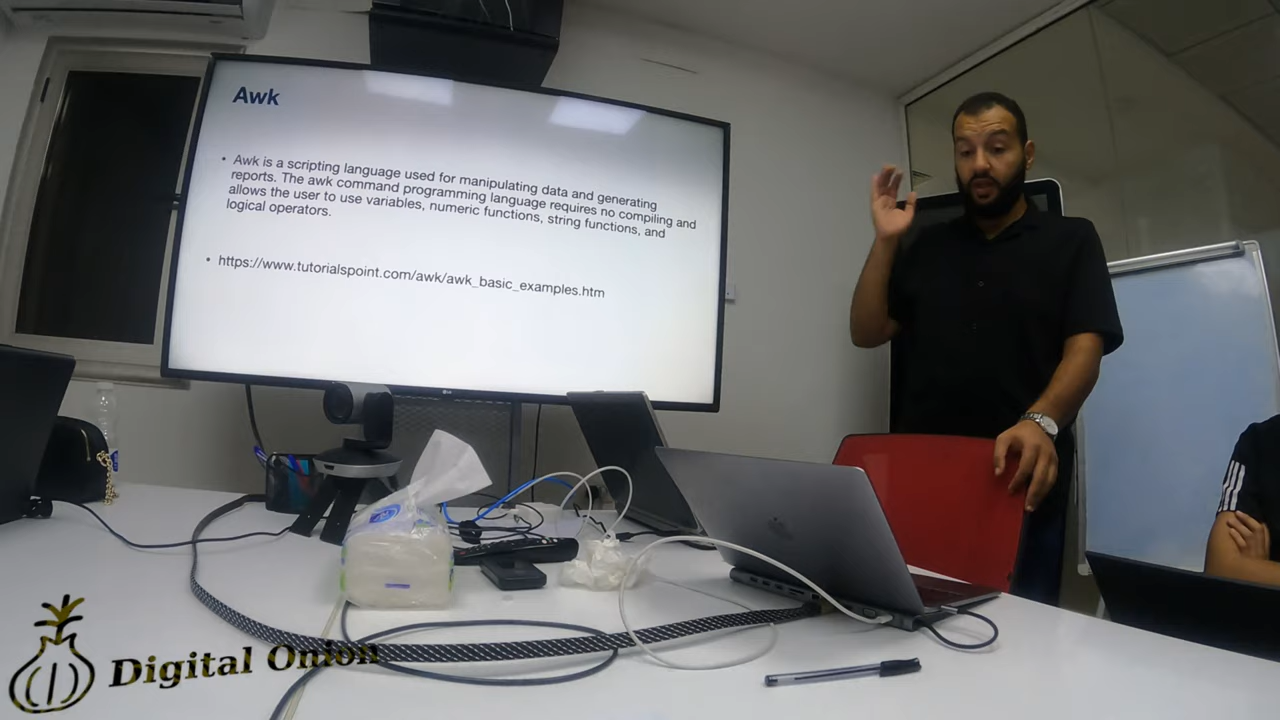 Awk
• Awk is a scripting language used for manipulating data and generating
reports. The awk command programming language requires no compiling and
allows the user to use variables, numeric functions, string functions, and
logical operators.
• https://www.tutorialspoint.com/awk/awk_basic_examples.htm
LG
Digital Onion